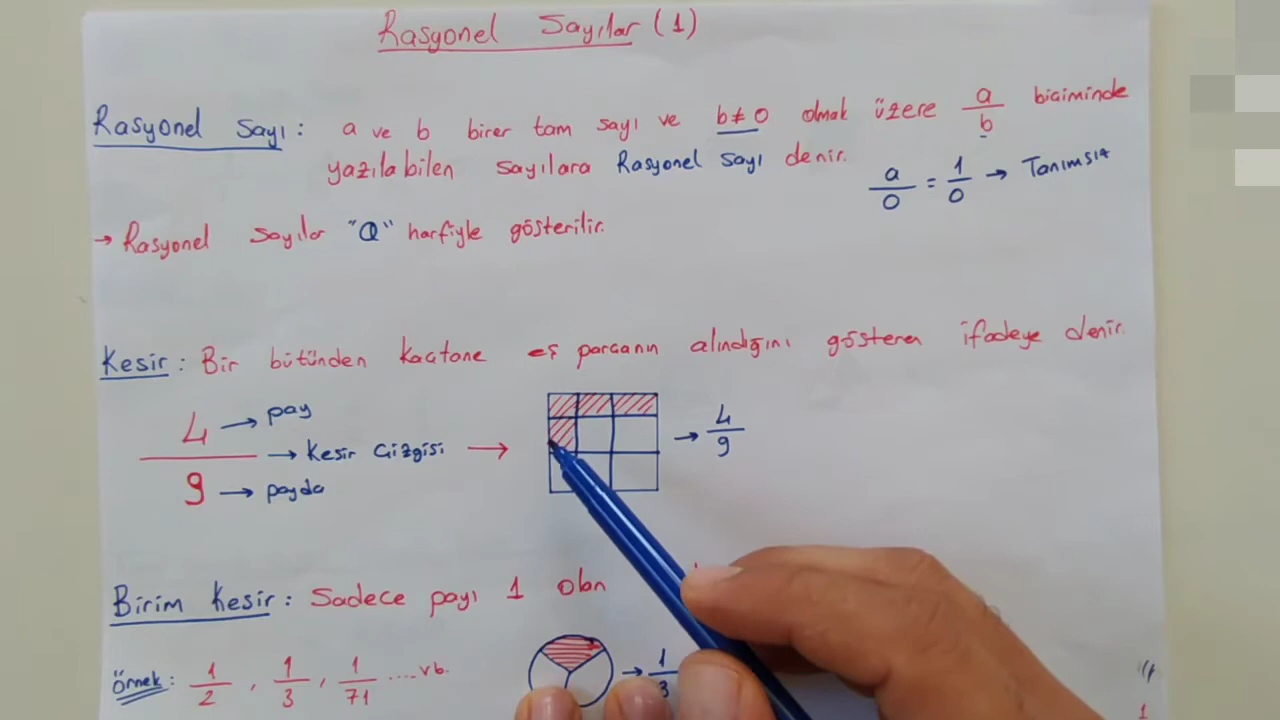 Rasyonel Sayılar (1)
Rasyonel Sayı : a ve b birer tam sayı ve b≠0 olmak üzere a/b biçiminde
yazılabilen sayılara Rasyonel sayı denir.
a/0 = 1/0 → Tanımsız
→ Rasyonel Sayılar "Q" harfiyle gösterilir.
Kesir : Bir bütünden kaçtane eş parçanın alındığını gösteren ifadeye denir.
4 → pay
→ Kesir Çizgisi →
9 → payda
→ 4/9
Birim Kesir : Sadece payı 1 olan
Örnek : 1/2 , 1/3 , 1/71 ....vb.
→ 1/3
1